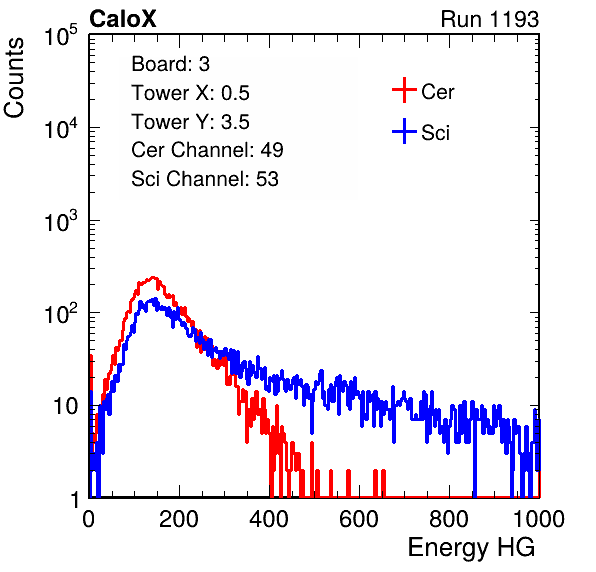 CaloX Run 1193
Counts
Board: 3
Tower X: 0.5
Tower Y: 3.5
Cer Channel: 49
Sci Channel: 53
Cer
Sci
10^5
10^4
10^3
10^2
10
1
0 200 400 600 800 1000
Energy HG